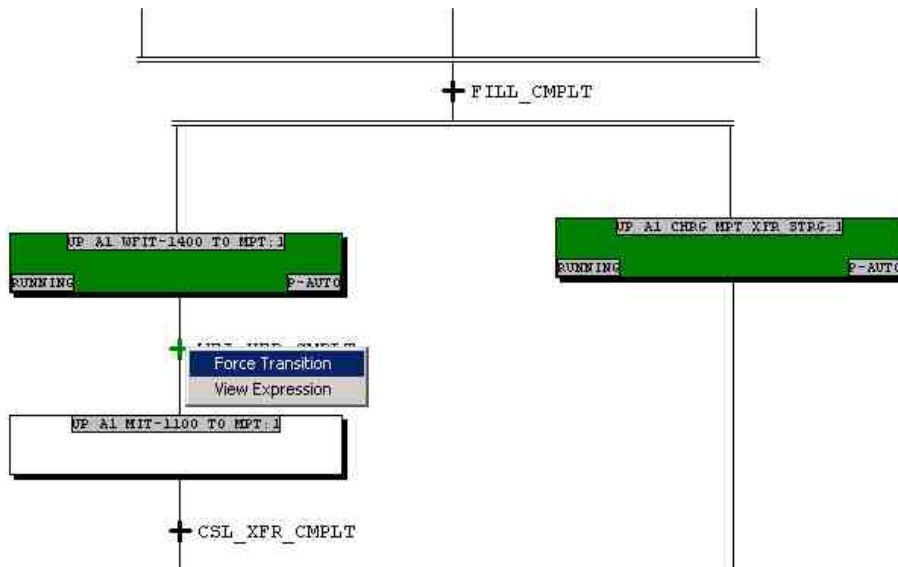 FILL_CMPLT
UP A1 WFIT-1400 TO MPT:1
RUNNING
P-AUTO
UP A1 CHRG MPT XFR STRG:1
RUNNING
P-AUTO
Force Transition
View Expression
UP A1 MIT-1100 TO MPT:1
CSL_XFR_CMPLT